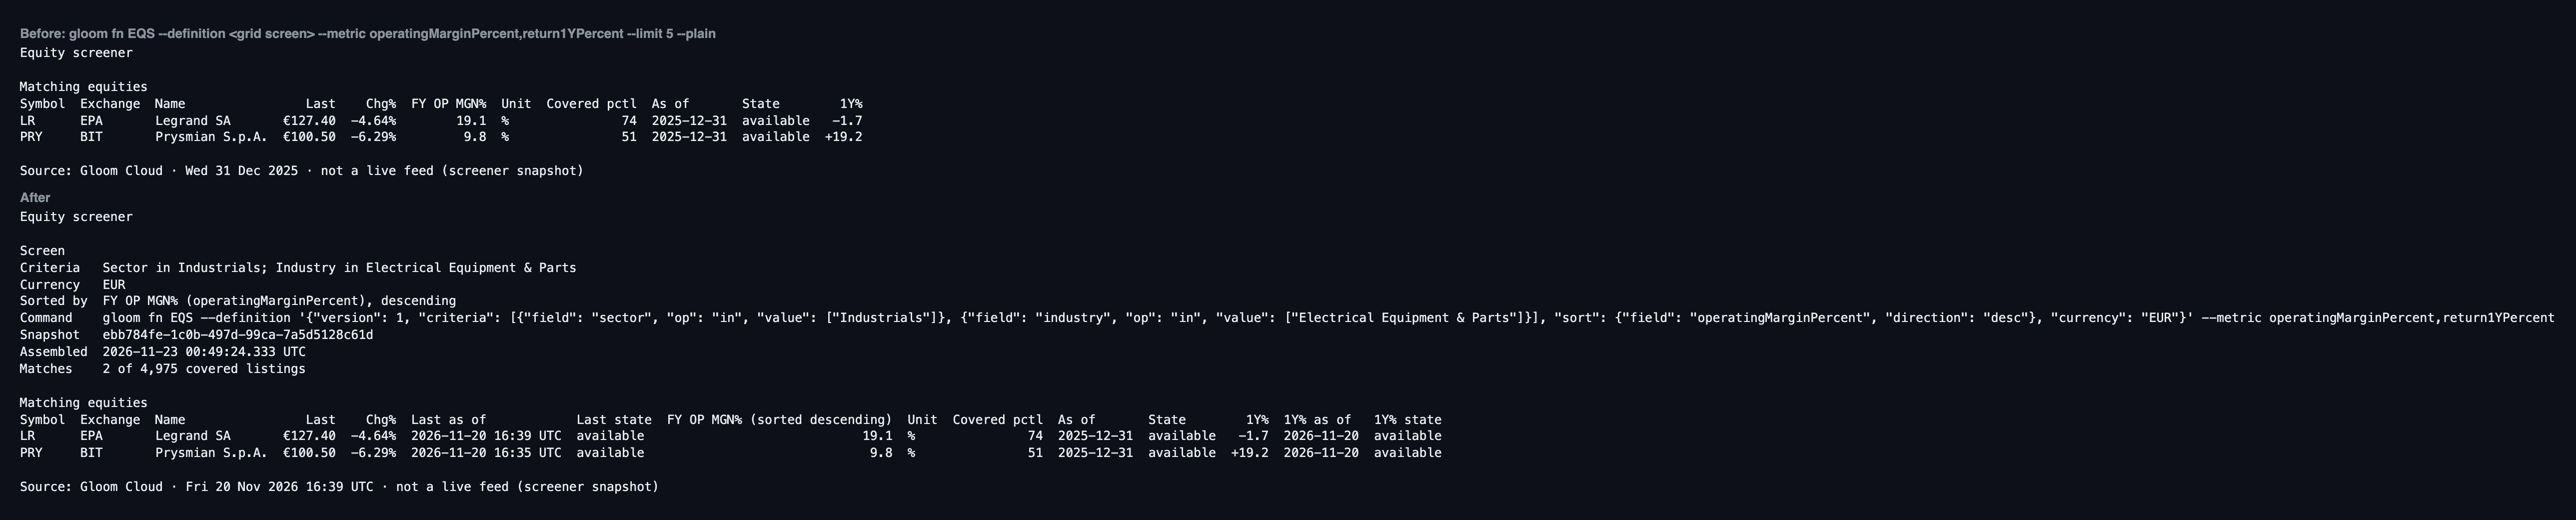 Before: gloom fn EQS --definition <grid screen> --metric operatingMarginPercent,return1YPercent --limit 5 --plain
Equity screener
Matching equities
Symbol  Exchange  Name             Last    Chg%  FY OP MGN%  Unit  Covered pctl  As of       State        1Y%
LR      EPA       Legrand SA       €127.40  −4.64%        19.1  %               74  2025−12−31  available   −1.7
PRY     BIT       Prysmian S.p.A.  €100.50  −6.29%         9.8  %               51  2025−12−31  available  +19.2
Source: Gloom Cloud · Wed 31 Dec 2025 · not a live feed (screener snapshot)
After
Equity screener
Screen
Criteria   Sector in Industrials; Industry in Electrical Equipment & Parts
Currency   EUR
Sorted by  FY OP MGN% (operatingMarginPercent), descending
Command    gloom fn EQS --definition '{"version": 1, "criteria": [{"field": "sector", "op": "in", "value": ["Industrials"]}, {"field": "industry", "op": "in", "value": ["Electrical Equipment & Parts"]}], "sort": {"field": "operatingMarginPercent", "direction": "desc"}, "currency": "EUR"}' --metric operatingMarginPercent,return1YPercent
Snapshot   ebb784fe-1c0b-497d-99ca-7a5d5128c61d
Assembled  2026-11-23 00:49:24.333 UTC
Matches    2 of 4,975 covered listings
Matching equities
Symbol  Exchange  Name             Last    Chg%  Last as of            Last state  FY OP MGN% (sorted descending)  Unit  Covered pctl  As of       State        1Y%  1Y% as of   1Y% state
LR      EPA       Legrand SA       €127.40  −4.64%  2026−11−20 16:39 UTC  available                             19.1  %               74  2025−12−31  available   −1.7  2026−11−20  available
PRY     BIT       Prysmian S.p.A.  €100.50  −6.29%  2026−11−20 16:35 UTC  available                              9.8  %               51  2025−12−31  available  +19.2  2026−11−20  available
Source: Gloom Cloud · Fri 20 Nov 2026 16:39 UTC · not a live feed (screener snapshot)